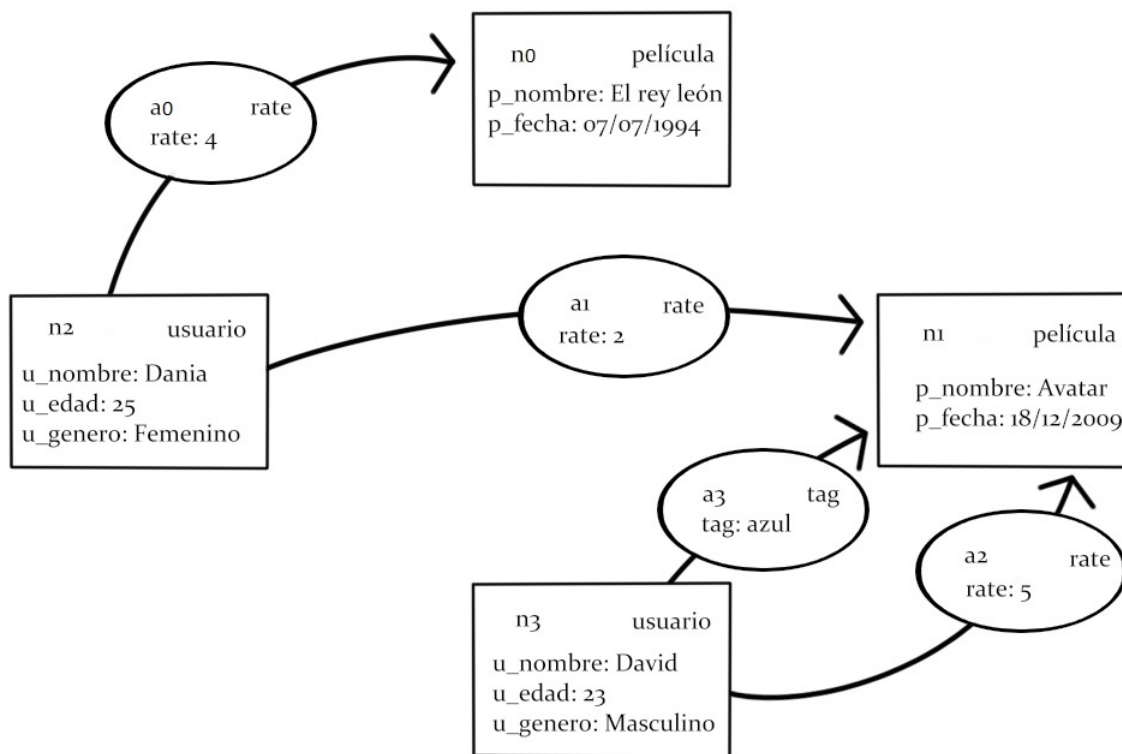 n0 película
p_nombre: El rey león
p_fecha: 07/07/1994
a0 rate
rate: 4
a1 rate
rate: 2
n2 usuario
u_nombre: Dania
u_edad: 25
u_genero: Femenino
n1 película
p_nombre: Avatar
p_fecha: 18/12/2009
a3 tag
tag: azul
a2 rate
rate: 5
n3 usuario
u_nombre: David
u_edad: 23
u_genero: Masculino